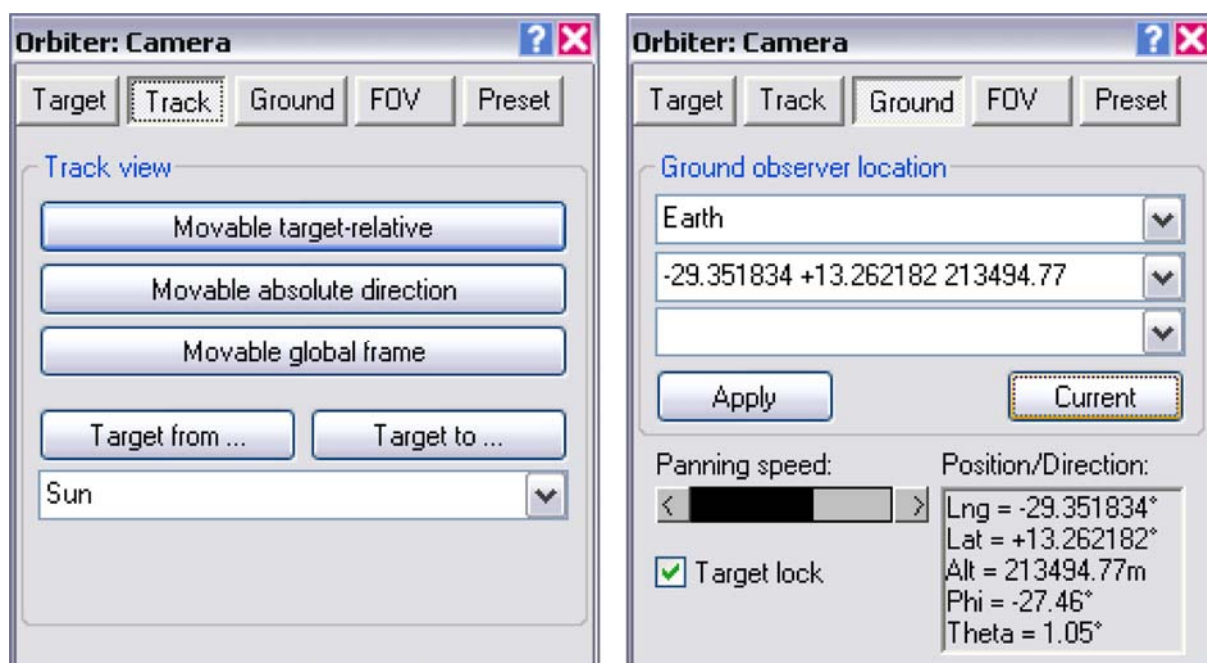 Orbiter: Camera
Target Track Ground FOV Preset
Track view
Movable target-relative
Movable absolute direction
Movable global frame
Target from ... Target to ...
Sun
Orbiter: Camera
Target Track Ground FOV Preset
Ground observer location
Earth
-29.351834 +13.262182 213494.77
Apply Current
Panning speed: Position/Direction:
Lng = -29.351834°
Lat = +13.262182°
Target lock
Alt = 213494.77m
Phi = -27.46°
Theta = 1.05°